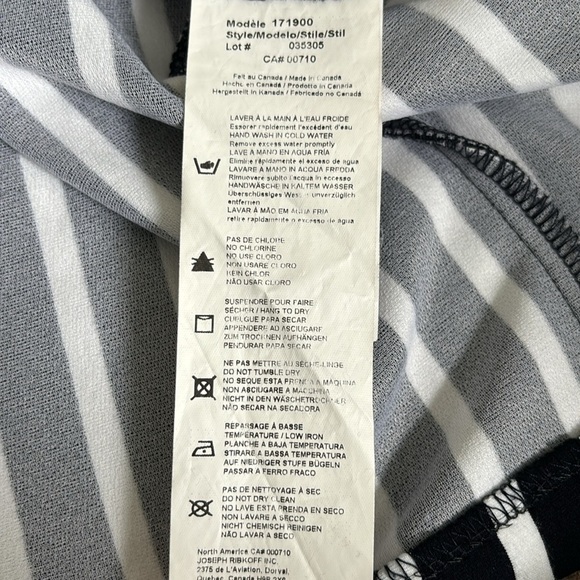 Modèle 171900
Style/Modelo/Stile/Stil
Lot # 035305
CA# 00710
Fait au Canada / Made in Canada
Hecho en Canadá / Prodotto in Canada
Hergestellt in Kanada / Fabricado no Canadá
LAVER À LA MAIN À L'EAU FROIDE
Essorer rapidement l'excédent d'eau
HAND WASH IN COLD WATER
Remove excess water promptly
LAVE A MANO EN AGUA FRIA
Elimine rápidamente el exceso de agua
LAVARE A MANO IN ACQUA FREDDA
Rimuovere subito l'acqua in eccesso
HANDWÄSCHE IN KALTEM WASSER
Überschüssiges unverzüglich
entfernen
LAVAR À MÃO EM ÁGUA FRIA
retire rapidamente o excesso de água
PAS DE CHLORE
NO CHLORINE
NO USE CLORO
NON USARE CLORO
KEIN CHLOR
NÃO USAR CLORO
SUSPENDRE POUR FAIRE
SÉCHER / HANG TO DRY
CUELGUE PARA SECAR
APPENDERE AD ASCIUGARE
ZUM TROCKNEN AUFHÄNGEN
PENDURAR PARA SECAR
NE PAS METTRE AU SÈCHE-LINGE
DO NOT TUMBLE DRY
NO SEQUE ESTA PRENDA A MÁQUINA
NON ASCIUGARE A MACCHINA
NICHT IN DEN WÄSCHETROCKNER
NÃO SECAR NA SECADORA
REPASSAGE À BASSE
TEMPÉRATURE / LOW IRON
PLANCHE A BAJA TEMPERATURA
STIRARE A BASSA TEMPERATURA
AUF NIEDRIGER STUFE BÜGELN
PASSAR A FERRO FRACO
PAS DE NETTOYAGE À SEC
DO NOT DRY CLEAN
NO LAVE ESTA PRENDA EN SECO
NON LAVARE A SECCO
NICHT CHEMISCH REINIGEN
NÃO LAVAR A SECO
North America CA# 00710
JOSEPH RIBKOFF INC.
2375 de L'Aviation, Dorval,
Quebec, Canada H9P 2X6